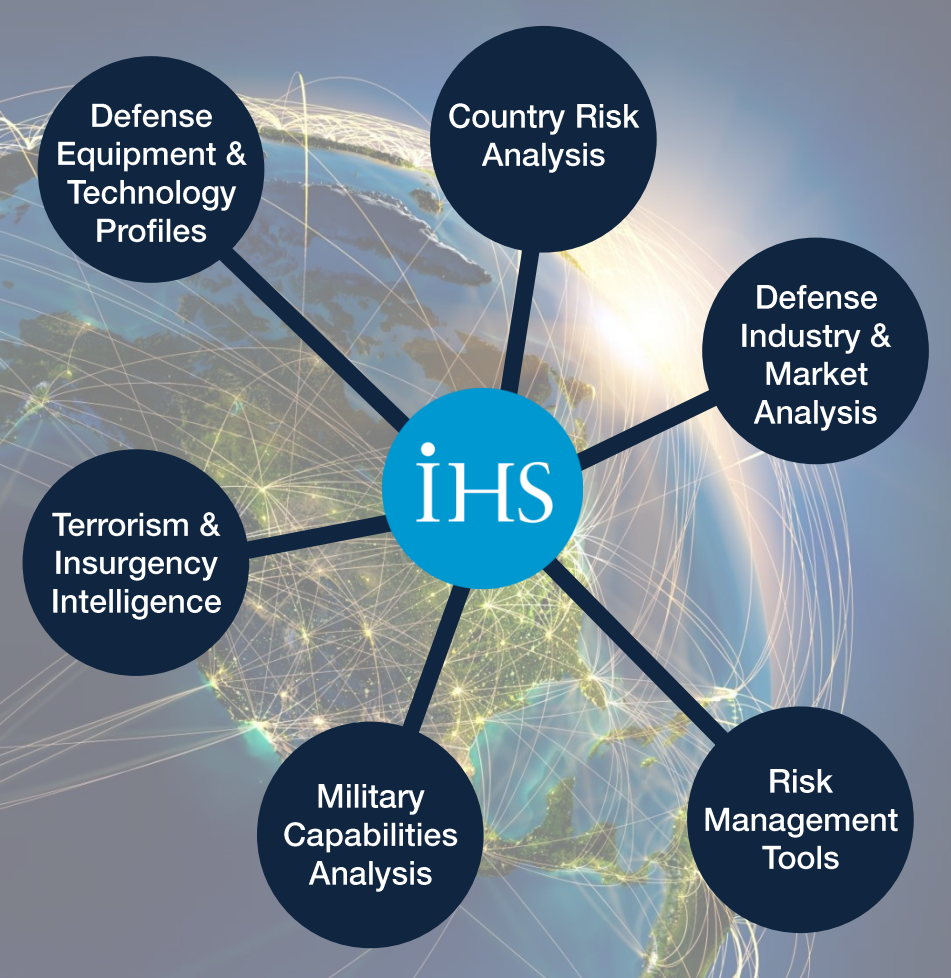 Defense
Equipment &
Technology
Profiles
Country Risk
Analysis
Defense
Industry &
Market
Analysis
iHS
Terrorism &
Insurgency
Intelligence
Military
Capabilities
Analysis
Risk
Management
Tools